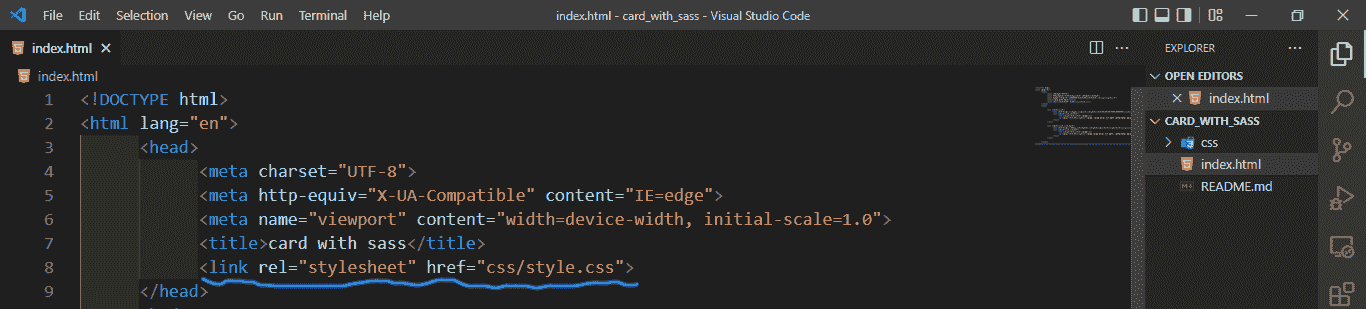 File Edit Selection View Go Run Terminal Help index.html - card_with_sass - Visual Studio Code
index.html
index.html
1 <!DOCTYPE html>
2 <html lang="en">
3 <head>
4 <meta charset="UTF-8">
5 <meta http-equiv="X-UA-Compatible" content="IE=edge">
6 <meta name="viewport" content="width=device-width, initial-scale=1.0">
7 <title>card with sass</title>
8 <link rel="stylesheet" href="css/style.css">
9 </head>
EXPLORER
OPEN EDITORS
index.html
CARD_WITH_SASS
css
index.html
README.md